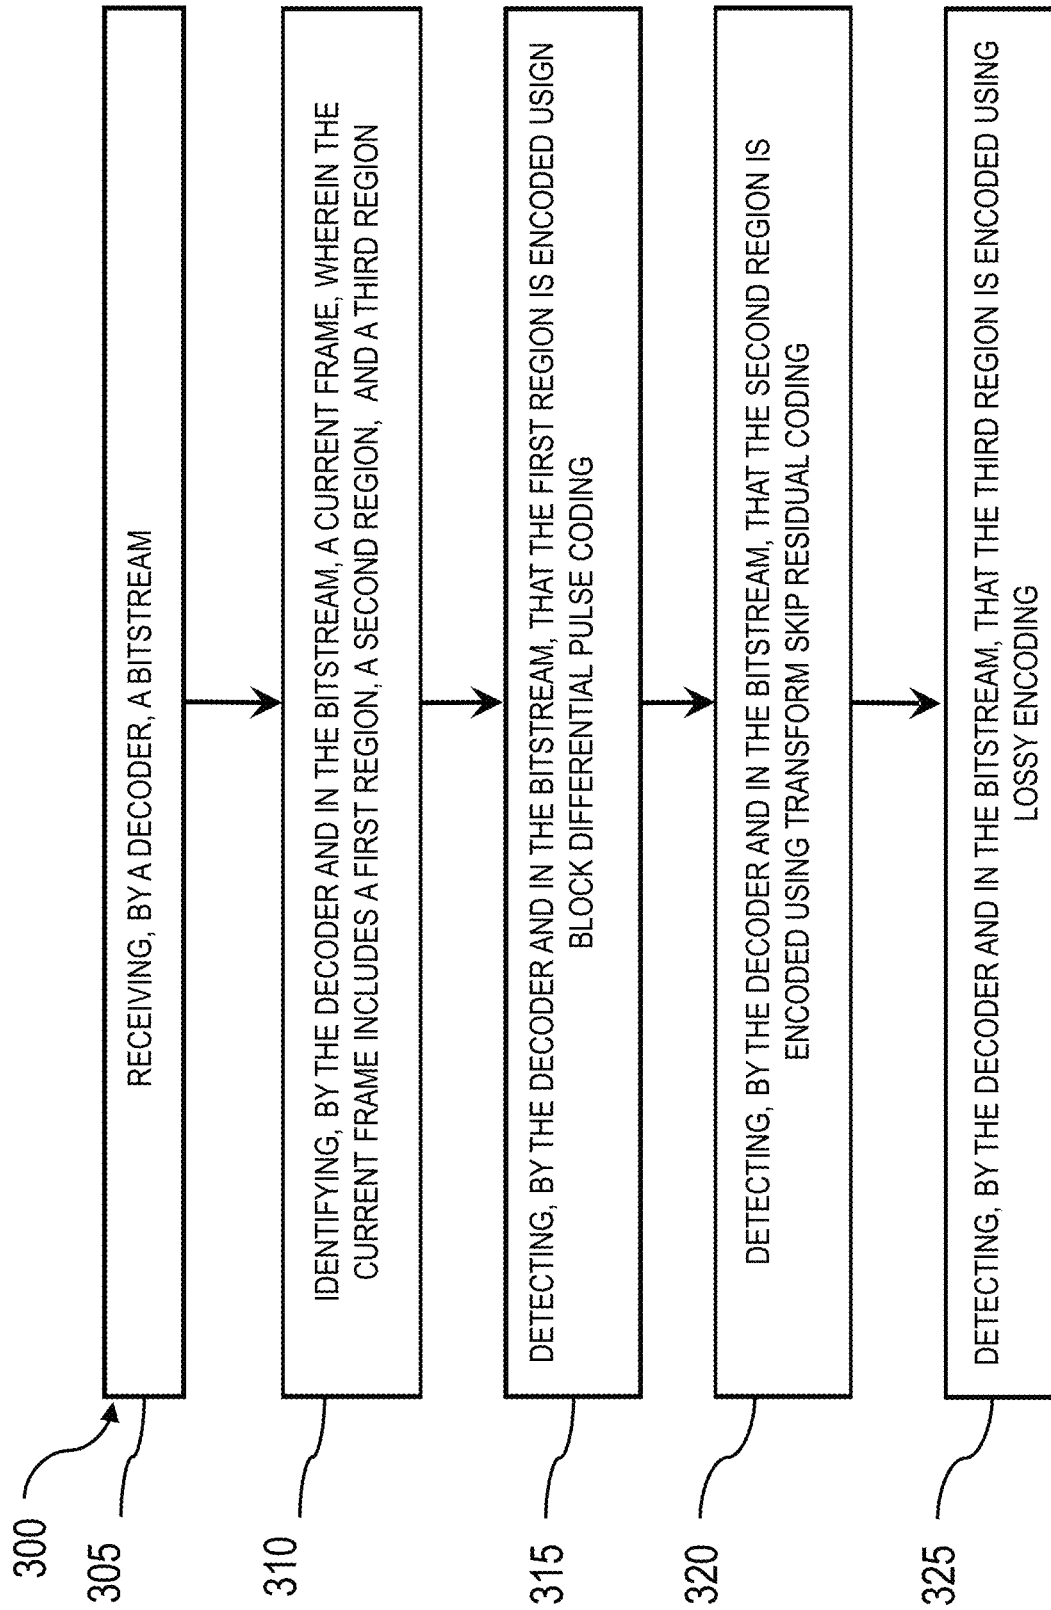 300
305
RECEIVING, BY A DECODER, A BITSTREAM
310
IDENTIFYING, BY THE DECODER AND IN THE BITSTREAM, A CURRENT FRAME, WHEREIN THE
CURRENT FRAME INCLUDES A FIRST REGION, A SECOND REGION, AND A THIRD REGION
315
DETECTING, BY THE DECODER AND IN THE BITSTREAM, THAT THE FIRST REGION IS ENCODED USIGN
BLOCK DIFFERENTIAL PULSE CODING
320
DETECTING, BY THE DECODER AND IN THE BITSTREAM, THAT THE SECOND REGION IS
ENCODED USING TRANSFORM SKIP RESIDUAL CODING
325
DETECTING, BY THE DECODER AND IN THE BITSTREAM, THAT THE THIRD REGION IS ENCODED USING
LOSSY ENCODING